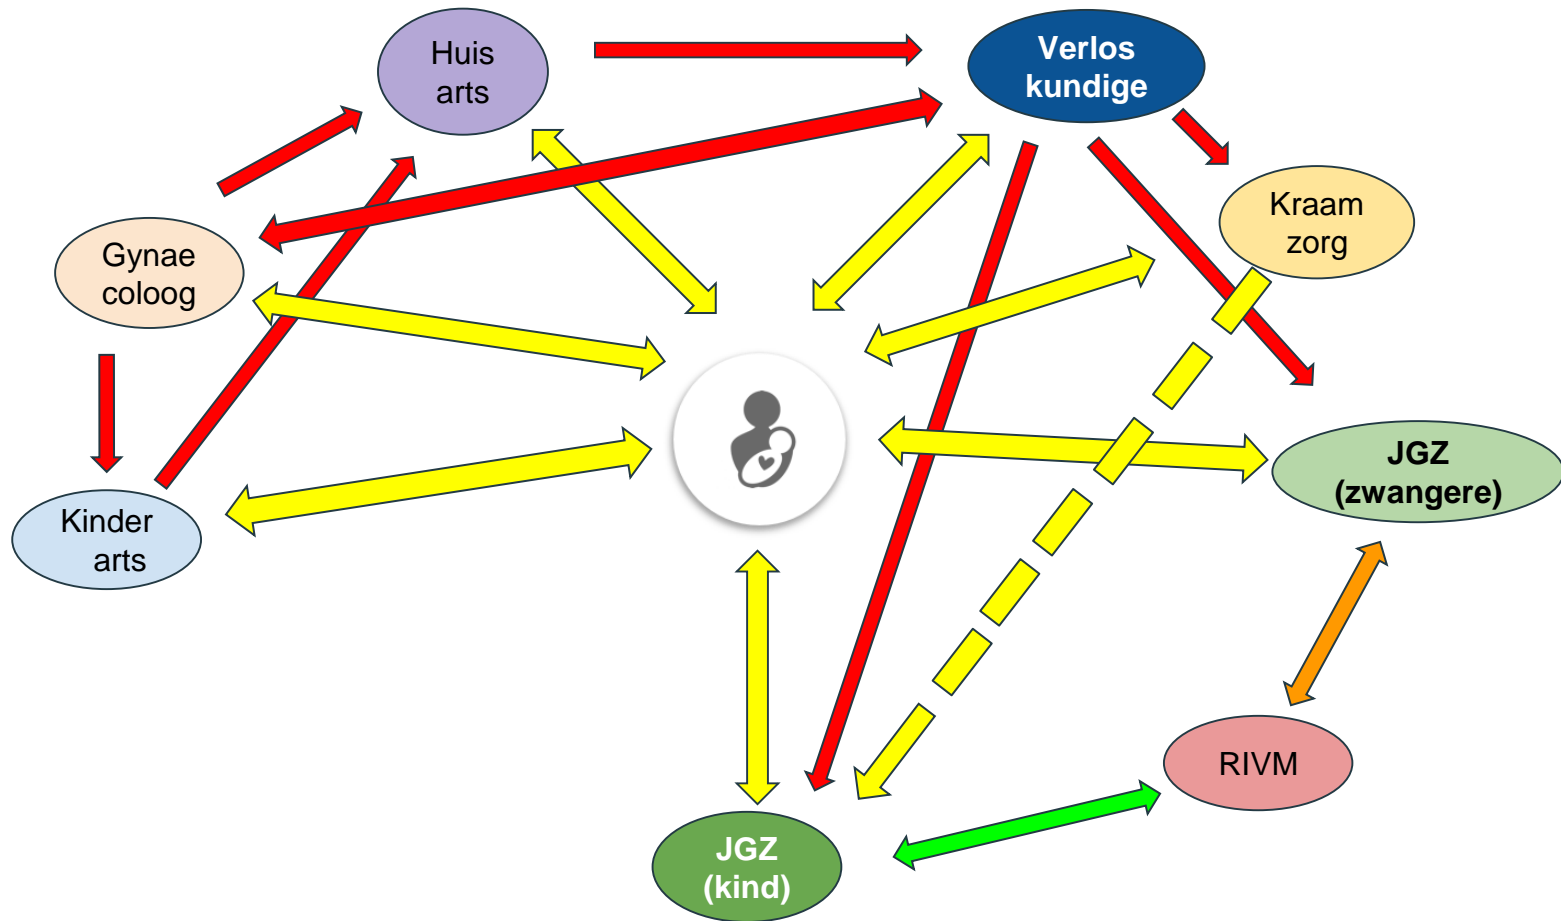 Huis
arts
Verlos
kundige
Kraam
zorg
Gynae
coloog
JGZ
(zwangere)
Kinder
arts
RIVM
JGZ
(kind)